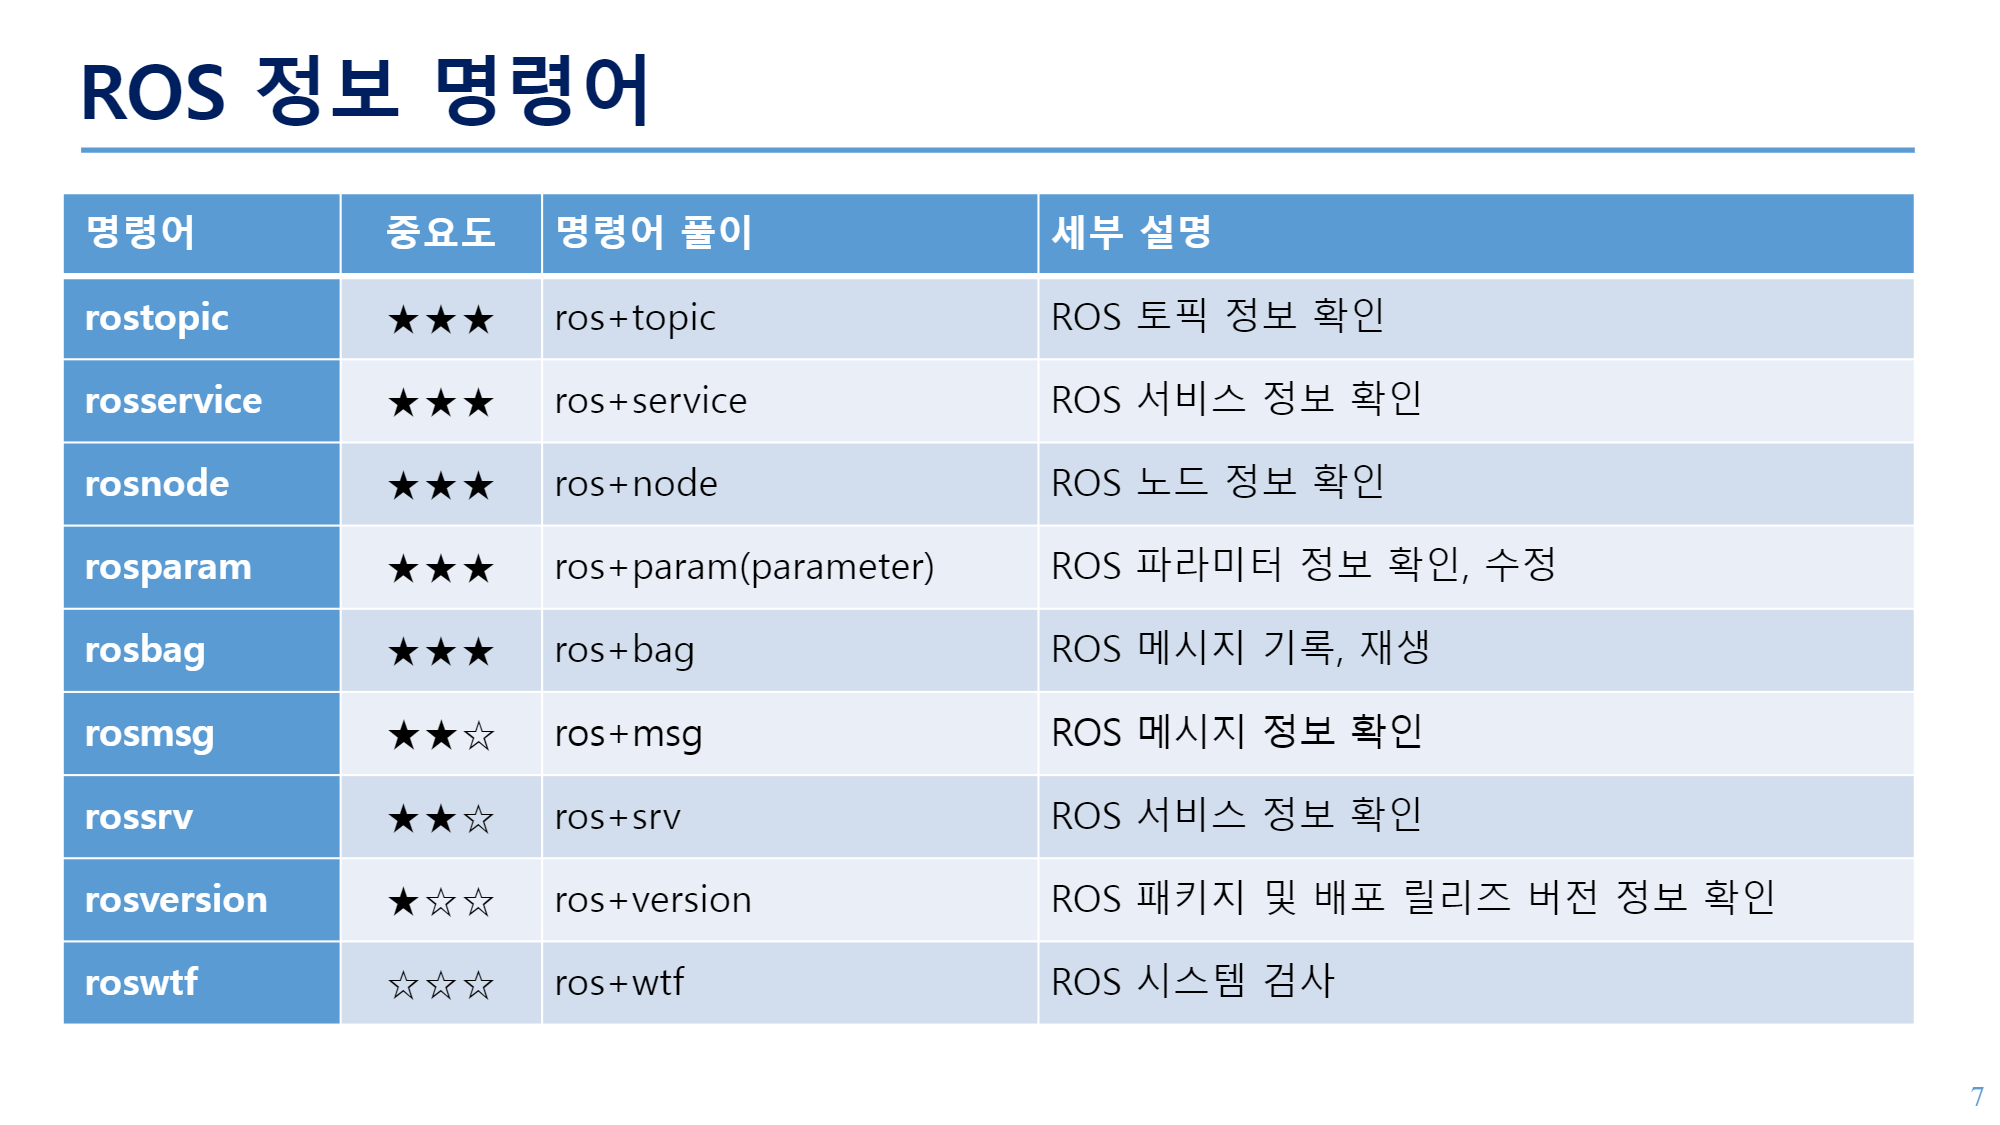 ROS 정보 명령어
명령어 중요도 명령어 풀이 세부 설명
rostopic ★★★ ros+topic ROS 토픽 정보 확인
rosservice ★★★ ros+service ROS 서비스 정보 확인
rosnode ★★★ ros+node ROS 노드 정보 확인
rosparam ★★★ ros+param(parameter) ROS 파라미터 정보 확인, 수정
rosbag ★★★ ros+bag ROS 메시지 기록, 재생
rosmsg ★★☆ ros+msg ROS 메시지 정보 확인
rossrv ★★☆ ros+srv ROS 서비스 정보 확인
rosversion ★☆☆ ros+version ROS 패키지 및 배포 릴리즈 버전 정보 확인
roswtf ☆☆☆ ros+wtf ROS 시스템 검사
7